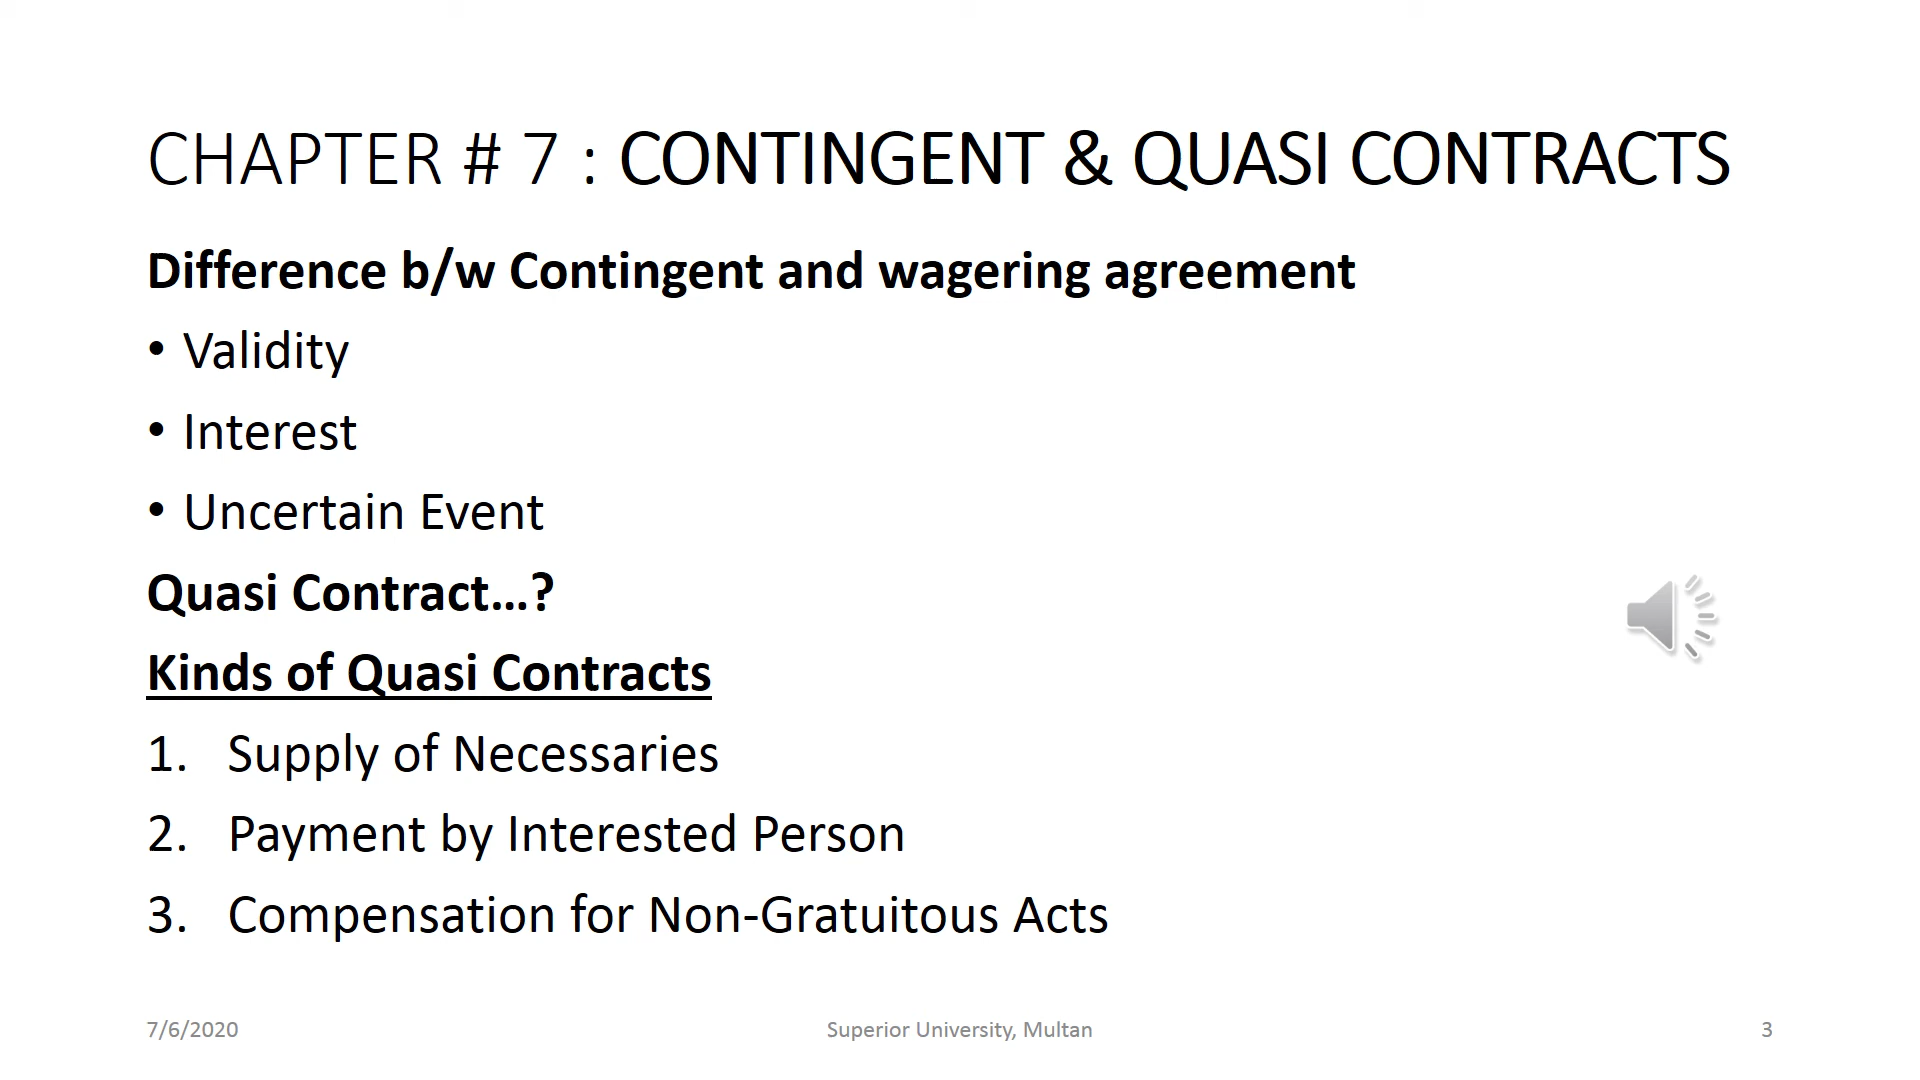 CHAPTER # 7 : CONTINGENT & QUASI CONTRACTS
Difference b/w Contingent and wagering agreement
• Validity
• Interest
• Uncertain Event
Quasi Contract...?
Kinds of Quasi Contracts
1. Supply of Necessaries
2. Payment by Interested Person
3. Compensation for Non-Gratuitous Acts
7/6/2020
Superior University, Multan
3